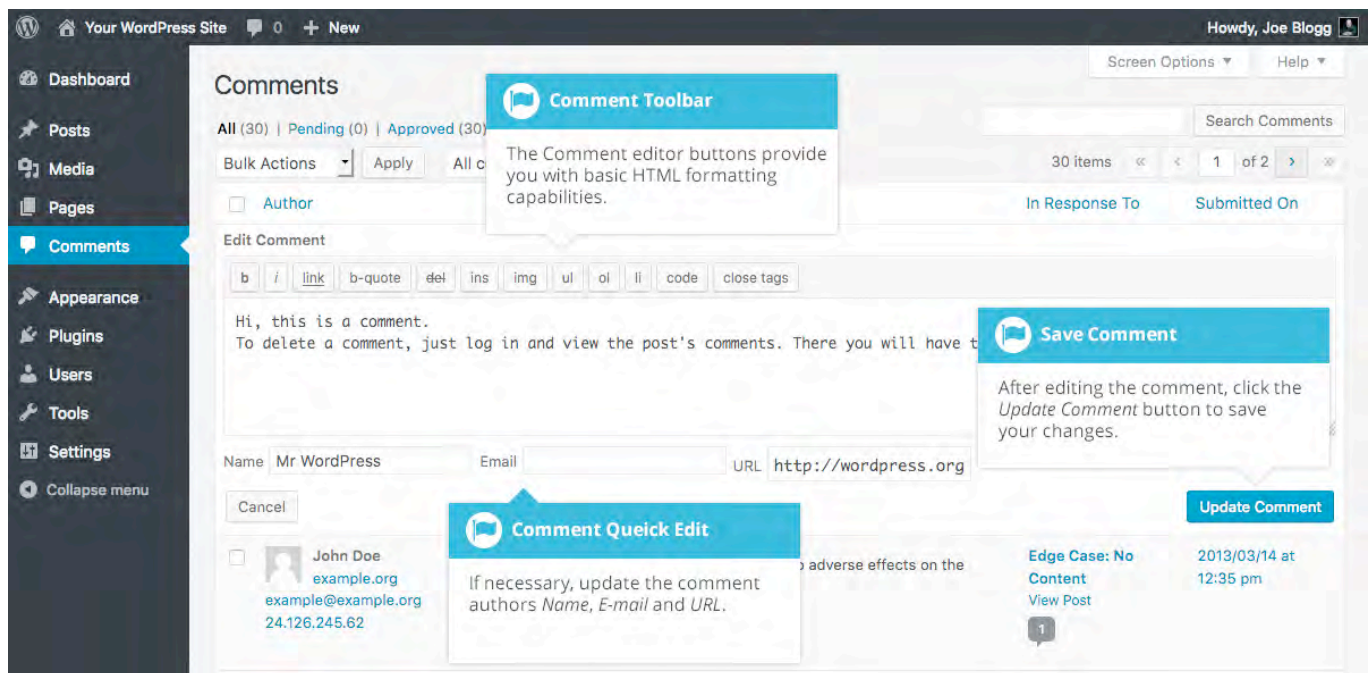 Your WordPress Site 0 + New Howdy, Joe Blogg
Screen Options Help
Dashboard
Posts
Media
Pages
Comments
Appearance
Plugins
Users
Tools
Settings
Collapse menu
Comments
All (30) | Pending (0) | Approved (30)
Search Comments
Bulk Actions Apply All
30 items « ‹ 1 of 2 › »
Author In Response To Submitted On
Comment Toolbar
The Comment editor buttons provide
you with basic HTML formatting
capabilities.
Edit Comment
b i link b-quote del ins img ul ol li code close tags
Hi, this is a comment.
To delete a comment, just log in and view the post's comments. There you will have
Save Comment
After editing the comment, click the
Update Comment button to save
your changes.
Name Mr WordPress Email URL http://wordpress.org
Cancel Update Comment
Comment Queick Edit
If necessary, update the comment
authors Name, E-mail and URL.
John Doe
example.org
example@example.org
24.126.245.62
adverse effects on the
Edge Case: No
Content
View Post
1
2013/03/14 at
12:35 pm